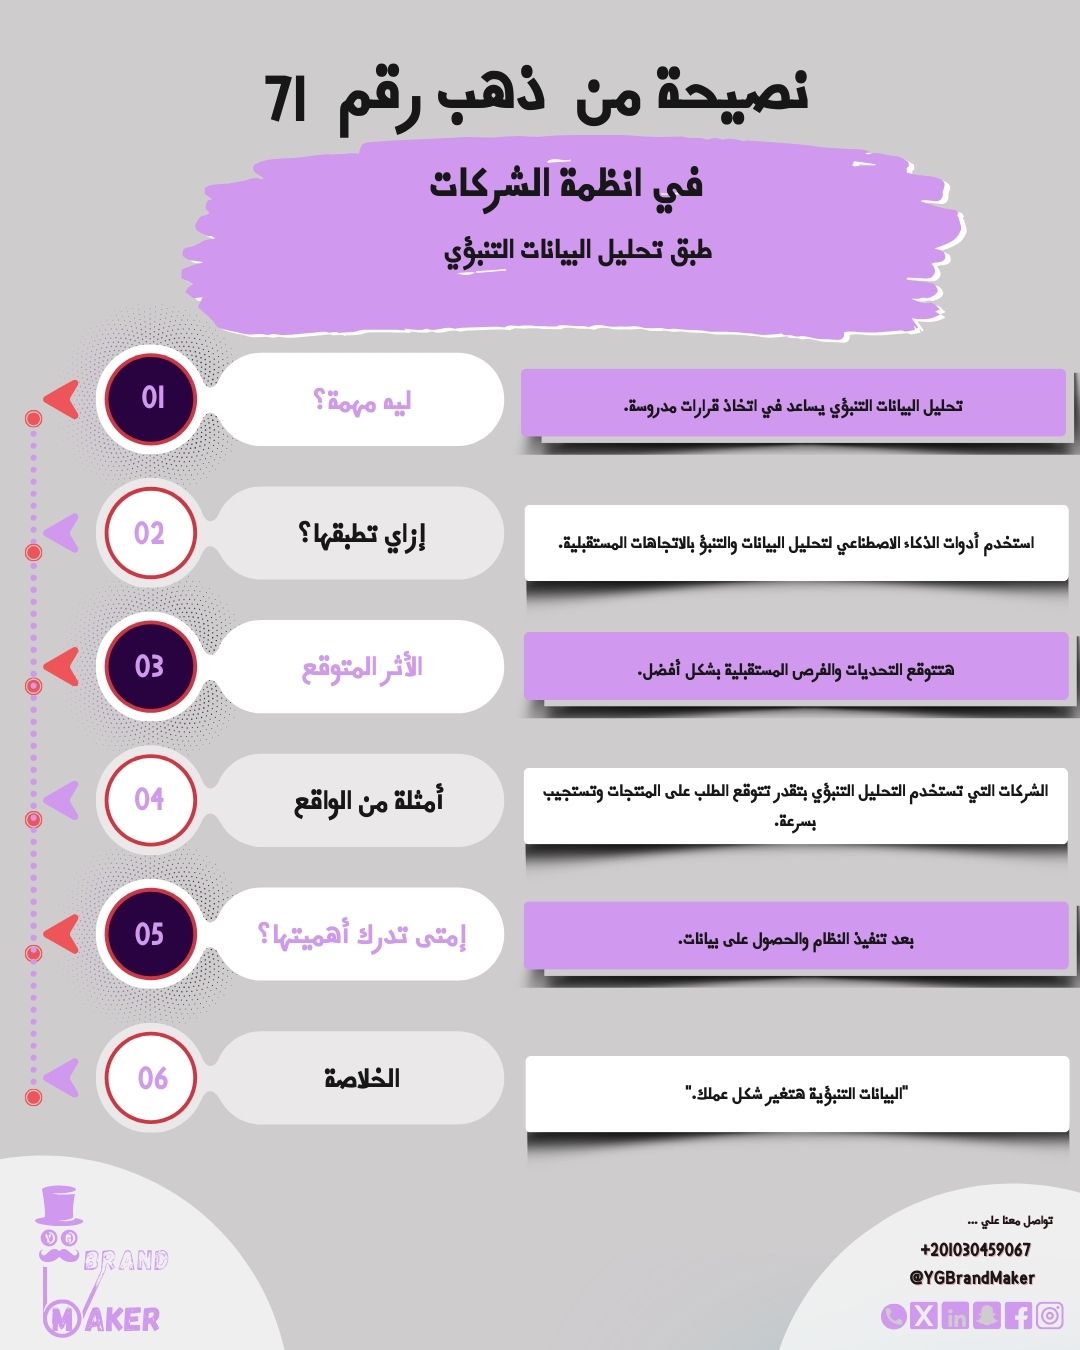 نصيحة من ذهب رقم 71
في انظمة الشركات
طبق تحليل البيانات التنبؤي
01
ليه مهمة؟
تحليل البيانات التنبؤي يساعد في اتخاذ قرارات مدروسة.
02
إزاي تطبقها؟
استخدم أدوات الذكاء الاصطناعي لتحليل البيانات والتنبؤ بالاتجاهات المستقبلية.
03
الأثر المتوقع
هتتوقع التحديات والفرص المستقبلية بشكل أفضل.
04
أمثلة من الواقع
الشركات التي تستخدم التحليل التنبؤي بتقدر تتوقع الطلب على المنتجات وتستجيب
بسرعة.
05
إمتى تدرك أهميتها؟
بعد تنفيذ النظام والحصول على بيانات.
06
الخلاصة
"البيانات التنبؤية هتغير شكل عملك."
تواصل معنا علي ...
+201030459067
@YGBrandMaker
BRAND
MAKER